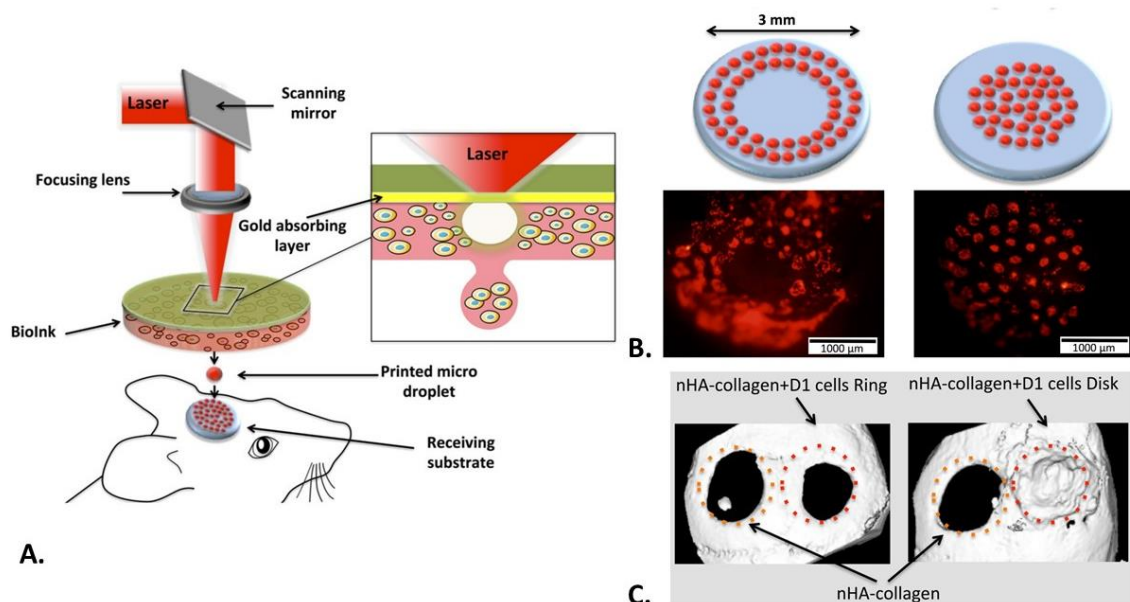 Laser
Scanning
mirror
Focusing lens
Laser
Gold absorbing
layer
BioInk
Printed micro
droplet
Receiving
substrate
A.
3 mm
1000 µm
1000 µm
B.
nHA-collagen+D1 cells Ring
nHA-collagen+D1 cells Disk
nHA-collagen
C.